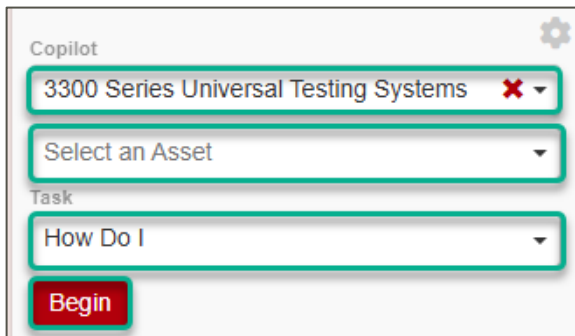 Copilot
3300 Series Universal Testing Systems
Select an Asset
Task
How Do I
Begin